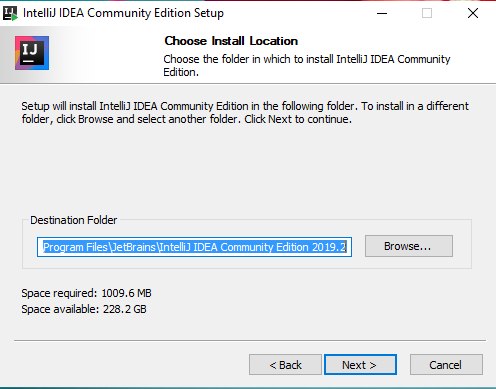 IntelliJ IDEA Community Edition Setup
IJ
Choose Install Location
Choose the folder in which to install IntelliJ IDEA Community
Edition.
Setup will install IntelliJ IDEA Community Edition in the following folder. To install in a different
folder, click Browse and select another folder. Click Next to continue.
Destination Folder
Program Files\JetBrains\IntelliJ IDEA Community Edition 2019.2
Browse...
Space required: 1009.6 MB
Space available: 228.2 GB
< Back
Next >
Cancel